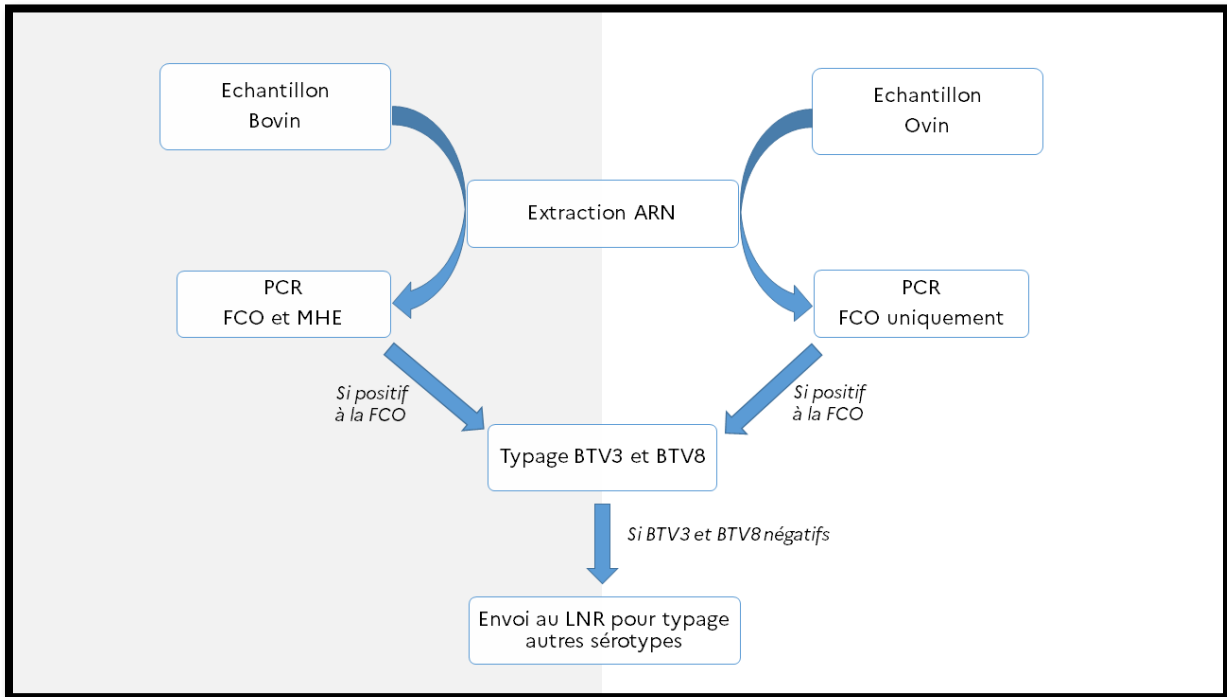 Echantillon
Bovin
Echantillon
Ovin
Extraction ARN
PCR
FCO et MHE
PCR
FCO uniquement
Si positif
à la FCO
Si positif
à la FCO
Typage BTV3 et BTV8
Si BTV3 et BTV8 négatifs
Envoi au LNR pour typage
autres sérotypes